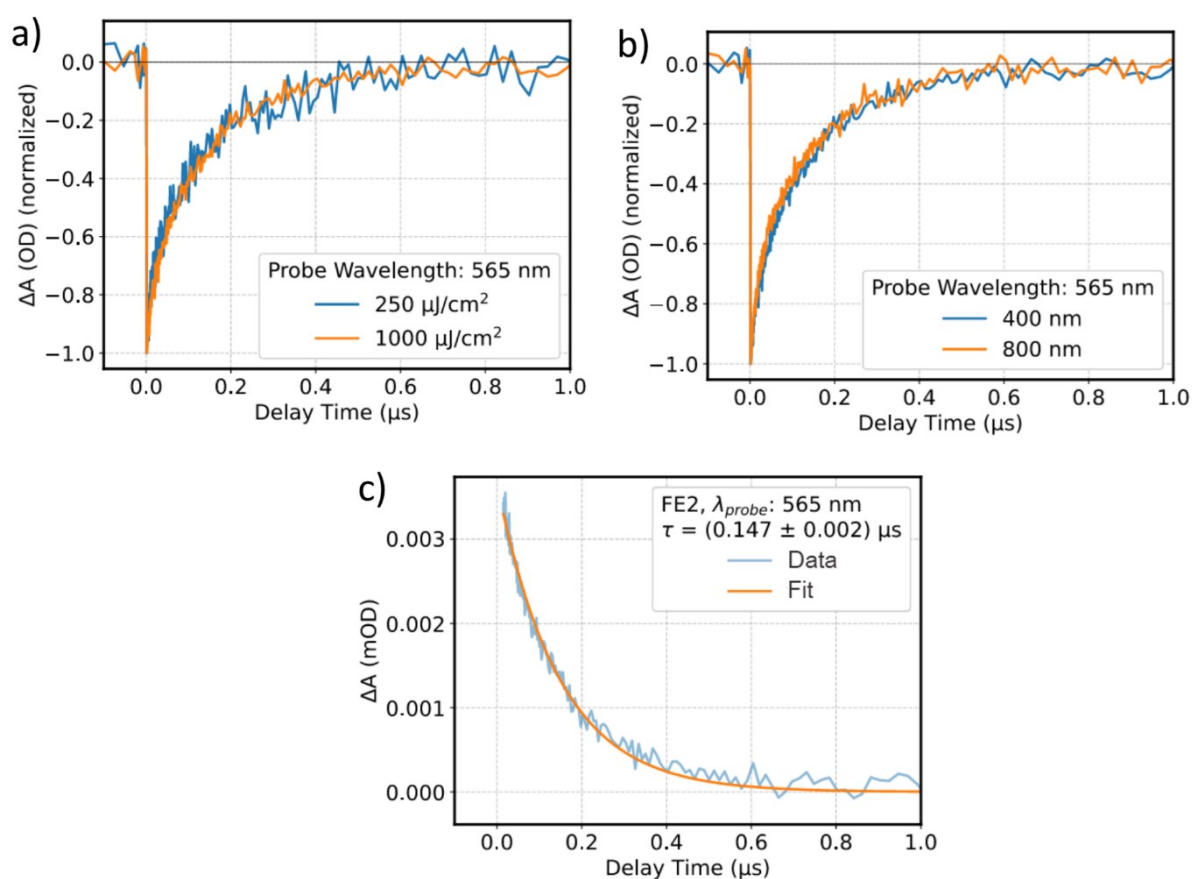 a)
0.0
−0.2
−0.4
−0.6
−0.8
−1.0
ΔA (OD) (normalized)
Probe Wavelength: 565 nm
250 μJ/cm²
1000 μJ/cm²
0.0 0.2 0.4 0.6 0.8 1.0
Delay Time (μs)
b)
0.0
−0.2
−0.4
−0.6
−0.8
−1.0
ΔA (OD) (normalized)
Probe Wavelength: 565 nm
400 nm
800 nm
0.0 0.2 0.4 0.6 0.8 1.0
Delay Time (μs)
c)
0.003
0.002
0.001
0.000
ΔA (mOD)
FE2, λprobe: 565 nm
τ = (0.147 ± 0.002) μs
Data
Fit
0.0 0.2 0.4 0.6 0.8 1.0
Delay Time (μs)